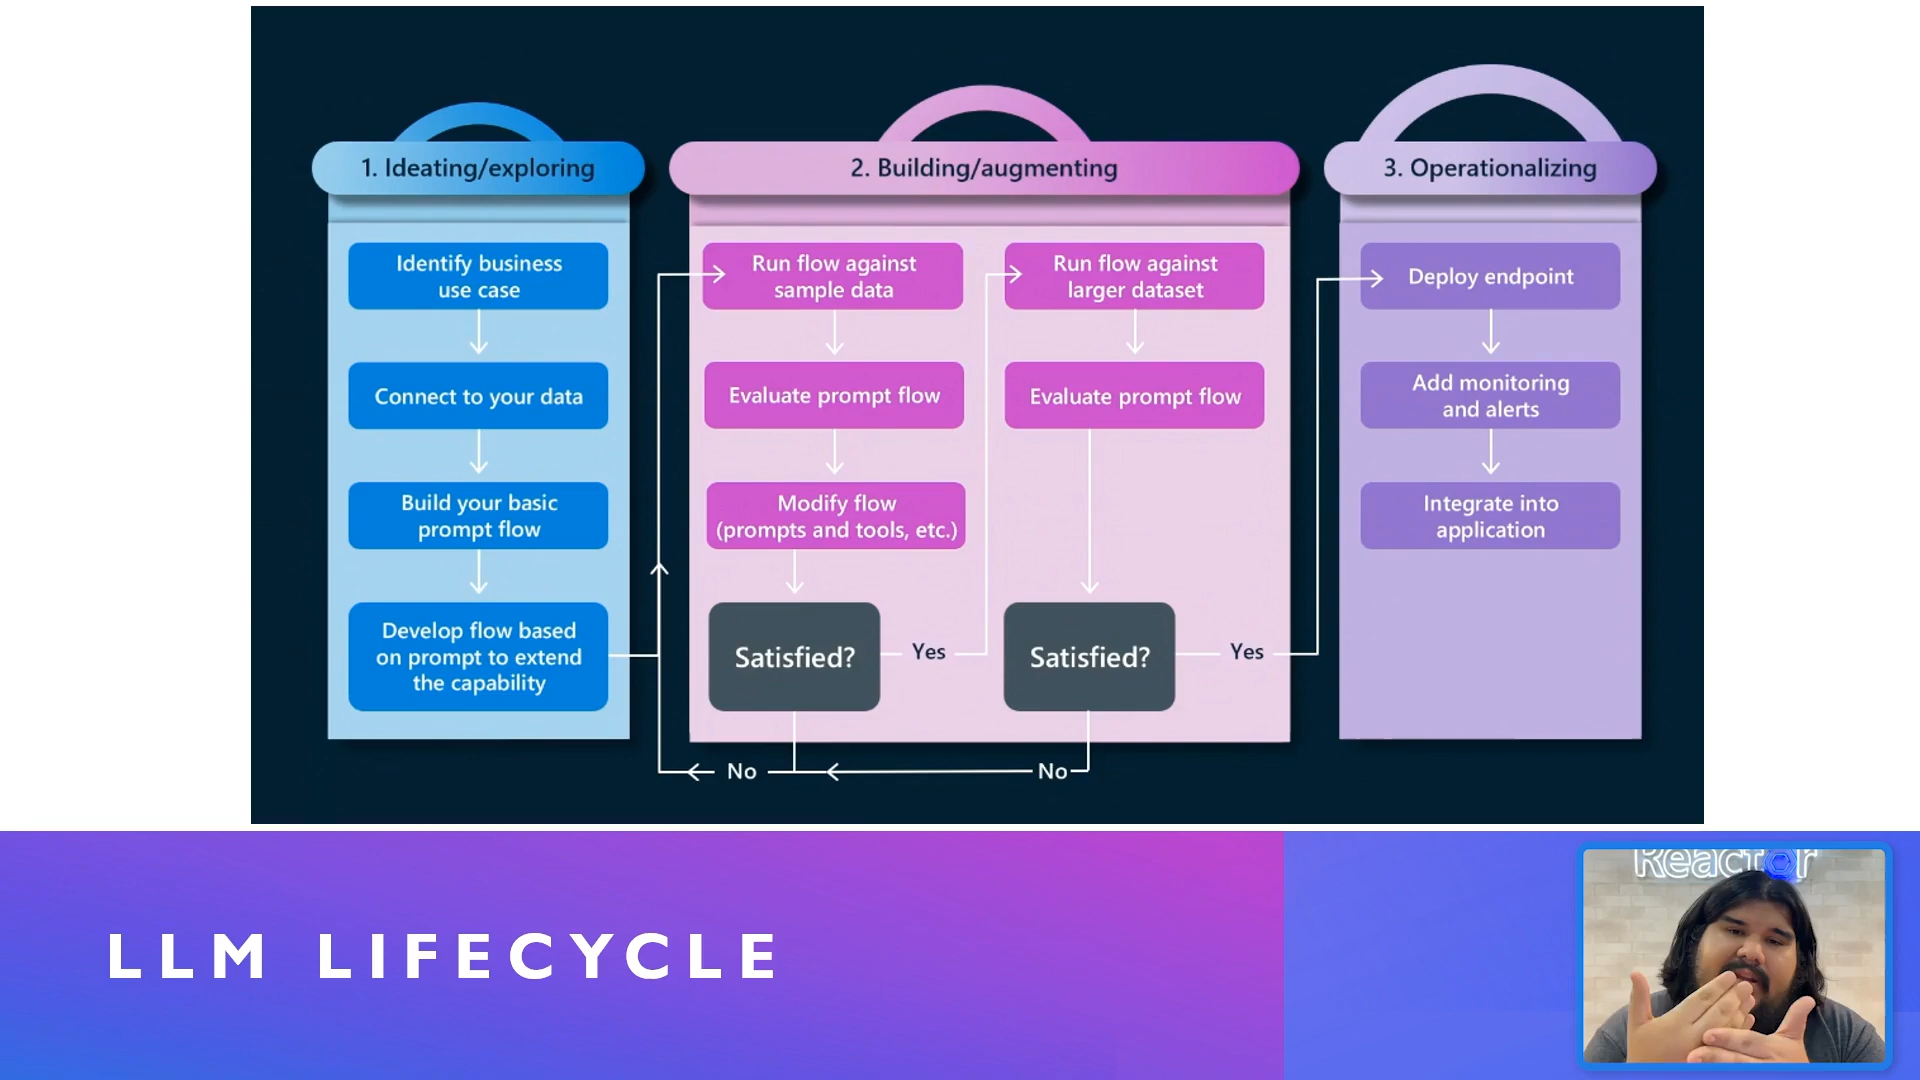 1. Ideating/exploring
Identify business
use case
Connect to your data
Build your basic
prompt flow
Develop flow based
on prompt to extend
the capability
2. Building/augmenting
Run flow against
sample data
Evaluate prompt flow
Modify flow
(prompts and tools, etc.)
Satisfied?
Yes
No
Run flow against
larger dataset
Evaluate prompt flow
Satisfied?
Yes
No
3. Operationalizing
Deploy endpoint
Add monitoring
and alerts
Integrate into
application
LLM LIFECYCLE
Reactor